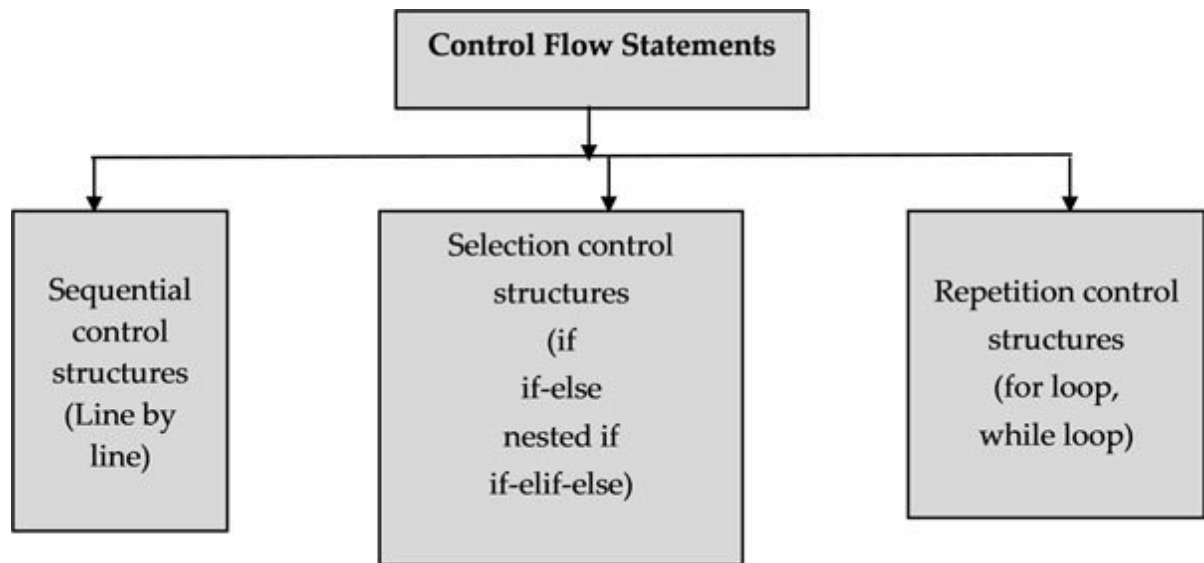 Control Flow Statements
Sequential
control
structures
(Line by
line)
Selection control
structures
(if
if-else
nested if
if-elif-else)
Repetition control
structures
(for loop,
while loop)